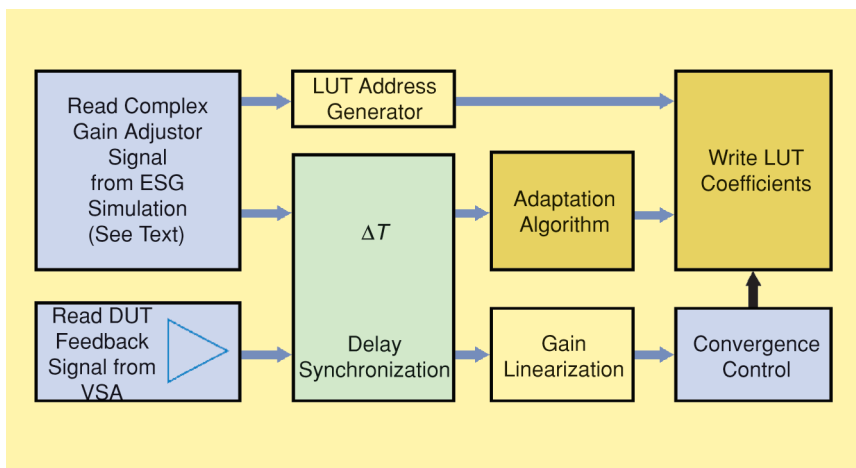 Read Complex
Gain Adjustor
Signal
from ESG
Simulation
(See Text)
LUT Address
Generator
Write LUT
Coefficients
ΔT
Delay
Synchronization
Adaptation
Algorithm
Read DUT
Feedback
Signal from
VSA
Gain
Linearization
Convergence
Control